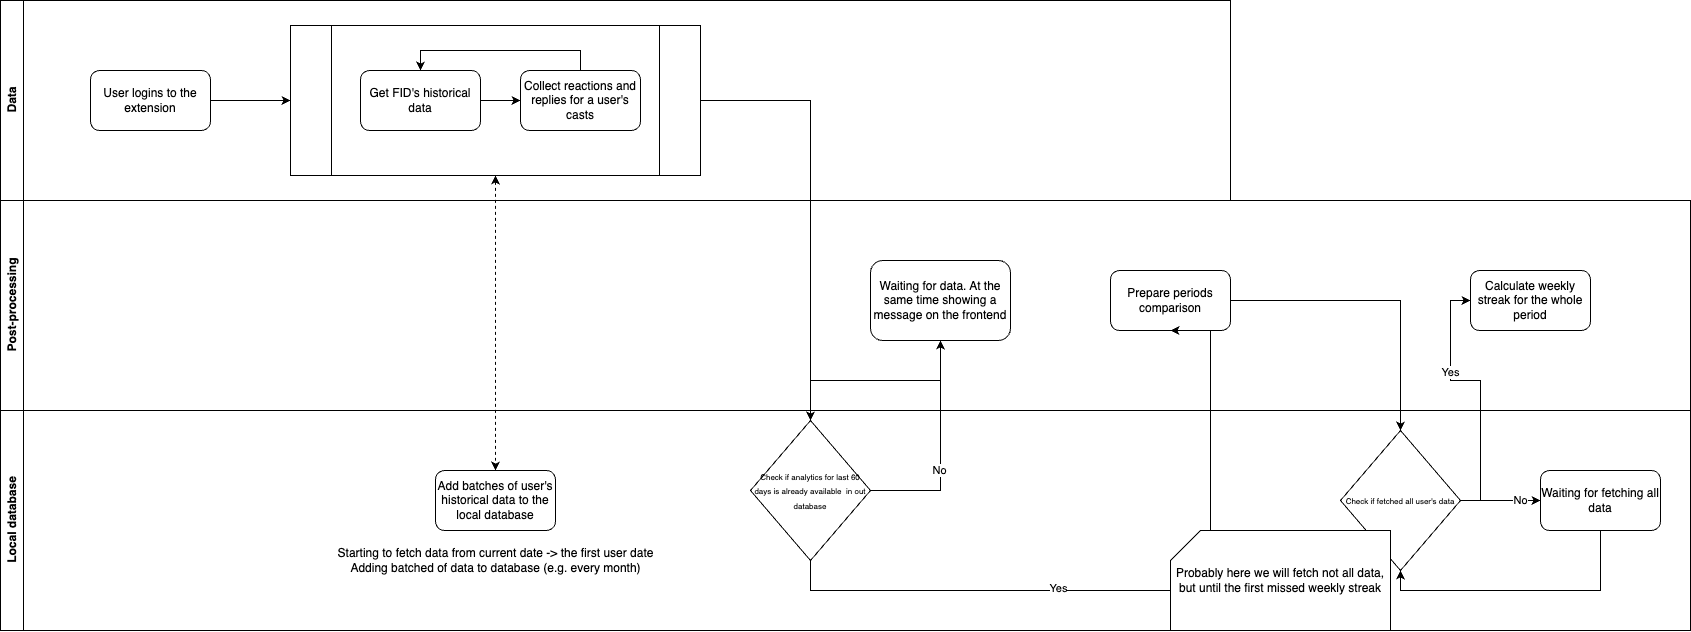 Data
User logins to the
extension
Get FID's historical
data
Collect reactions and
replies for a user's
casts
Post-processing
Waiting for data. At the
same time showing a
message on the frontend
Prepare periods
comparison
Calculate weekly
streak for the whole
period
Yes
Local database
Add batches of user's
historical data to the
local database
Starting to fetch data from current date -> the first user date
Adding batched of data to database (e.g. every month)
Check if analytics for last 60
days is already available in out
database
No
Yes
Check if fetched all user's data
No
Waiting for fetching all
data
Probably here we will fetch not all data,
but until the first missed weekly streak